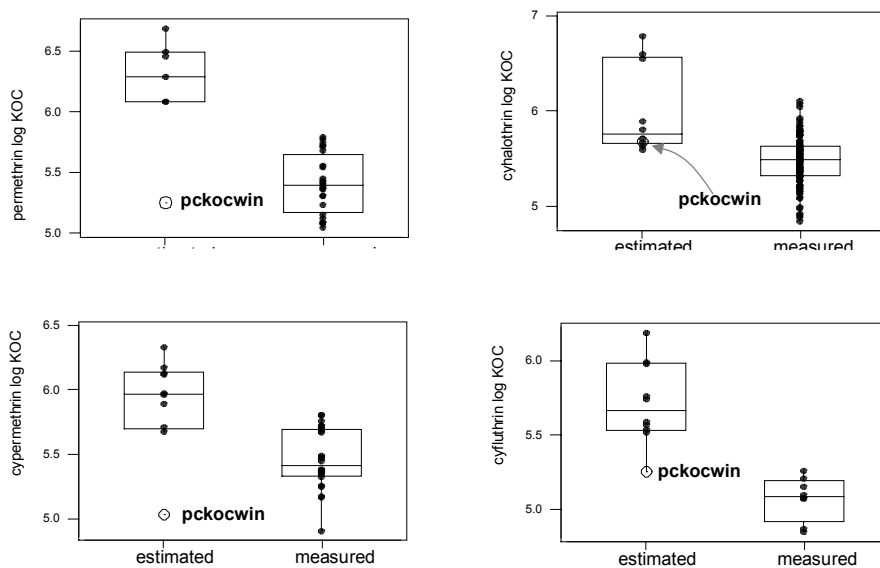 permethrin log KOC
6.5
6.0
5.5
5.0
pckocwin
measured
cyhalothrin log KOC
7
6
5
pckocwin
estimated measured
cypermethrin log KOC
6.5
6.0
5.5
5.0
pckocwin
estimated measured
cyfluthrin log KOC
6.0
5.5
5.0
pckocwin
estimated measured